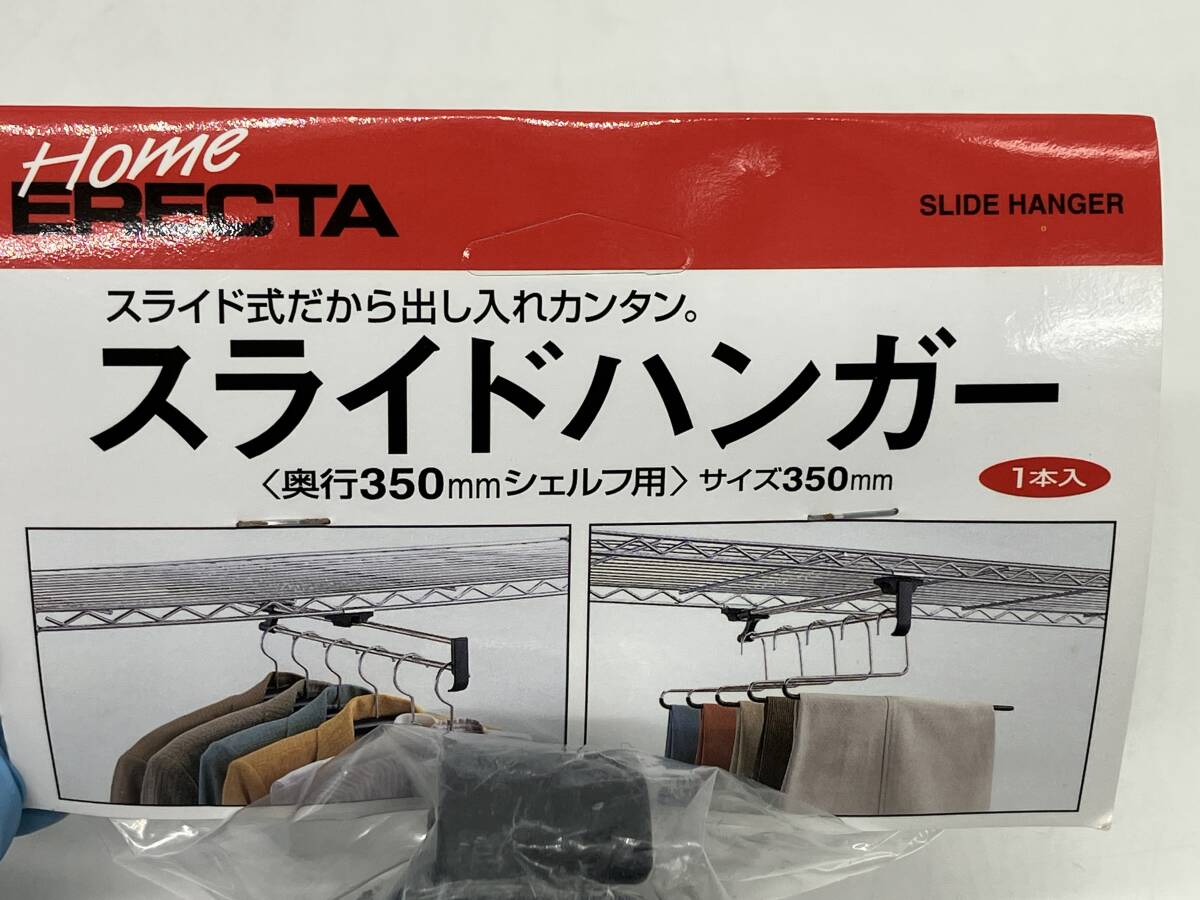 Home
ERECTA
SLIDE HANGER
スライド式だから出し入れカンタン。
スライドハンガー
〈奥行350mmシェルフ用〉サイズ350mm
1本入